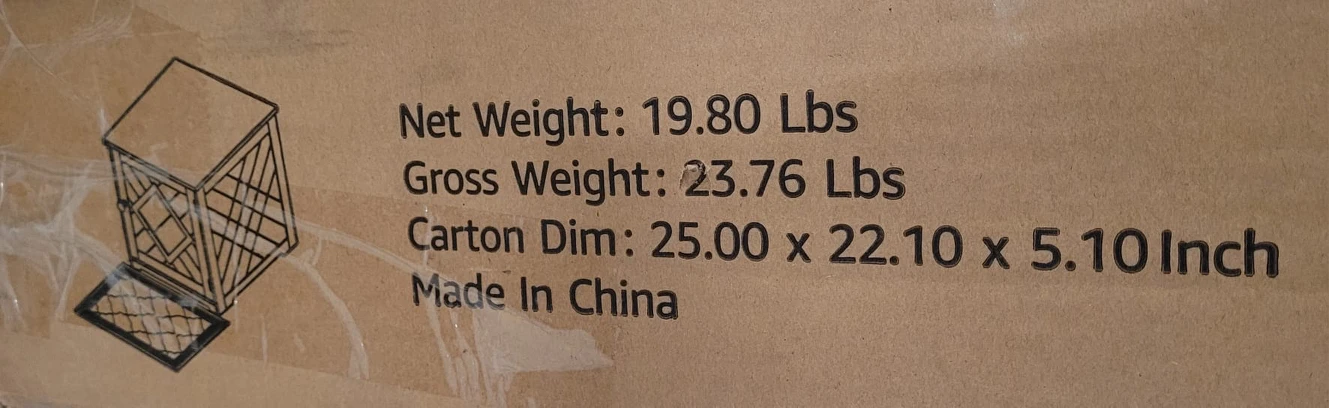 Net Weight: 19.80 Lbs
Gross Weight: 23.76 Lbs
Carton Dim: 25.00 x 22.10 x 5.10 Inch
Made In China